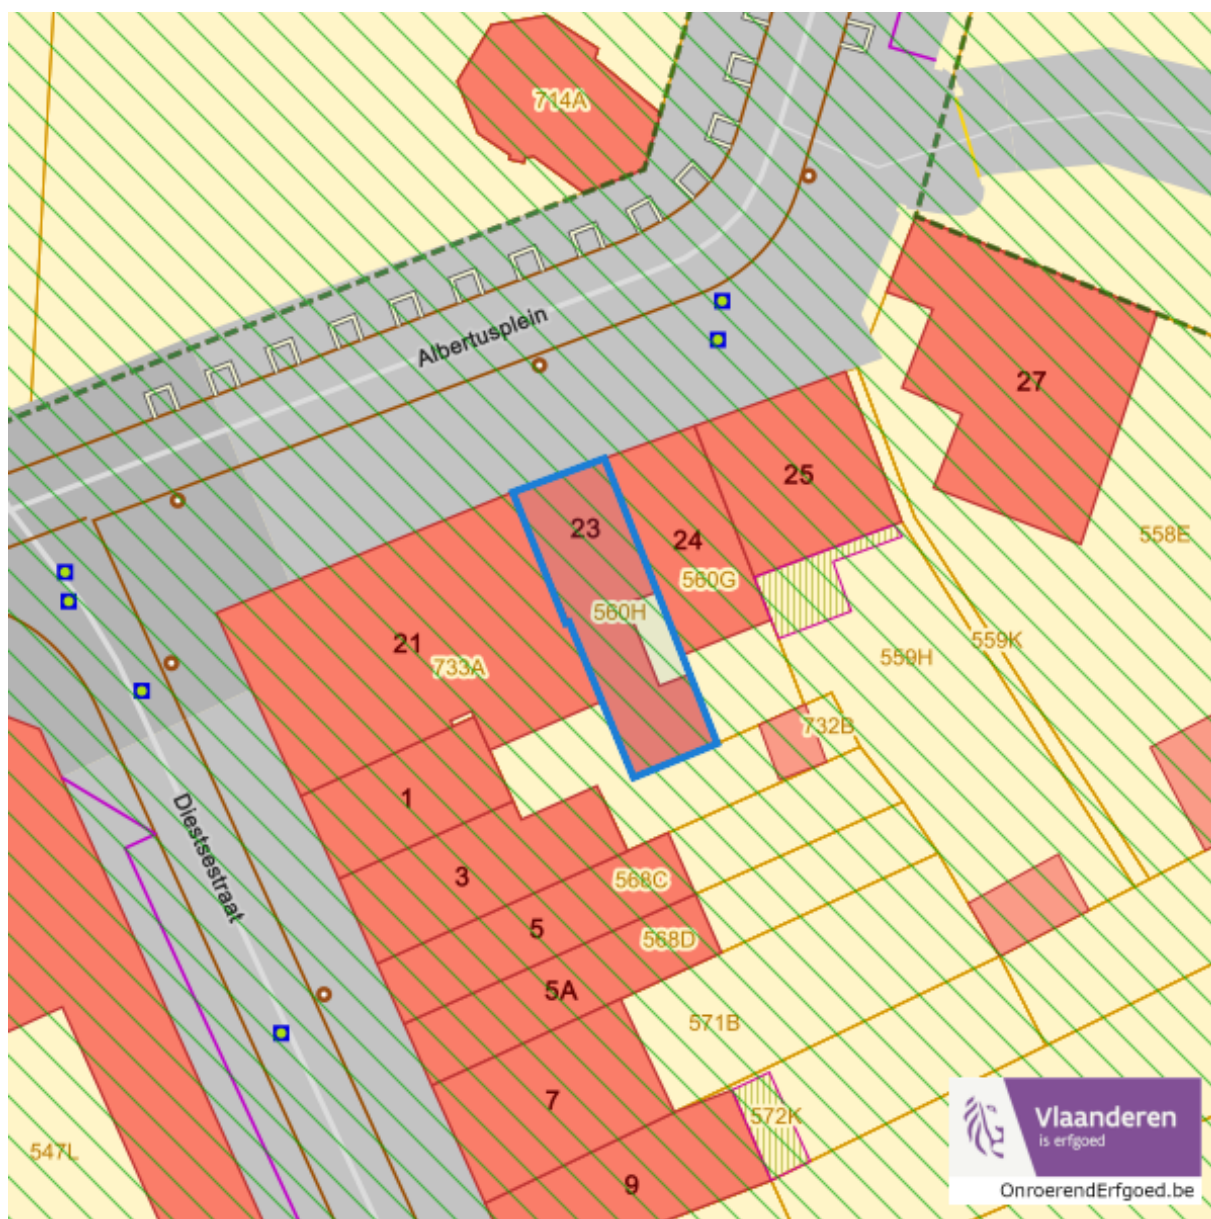 714A
Albertusplein
27
25
23
24
558E
560G
560H
21
733A
559K
559H
732B
1
Diestsestraat
3
568C
5
568D
5A
571B
7
572K
547L
9
Vlaanderen
is erfgoed
OnroerendErfgoed.be